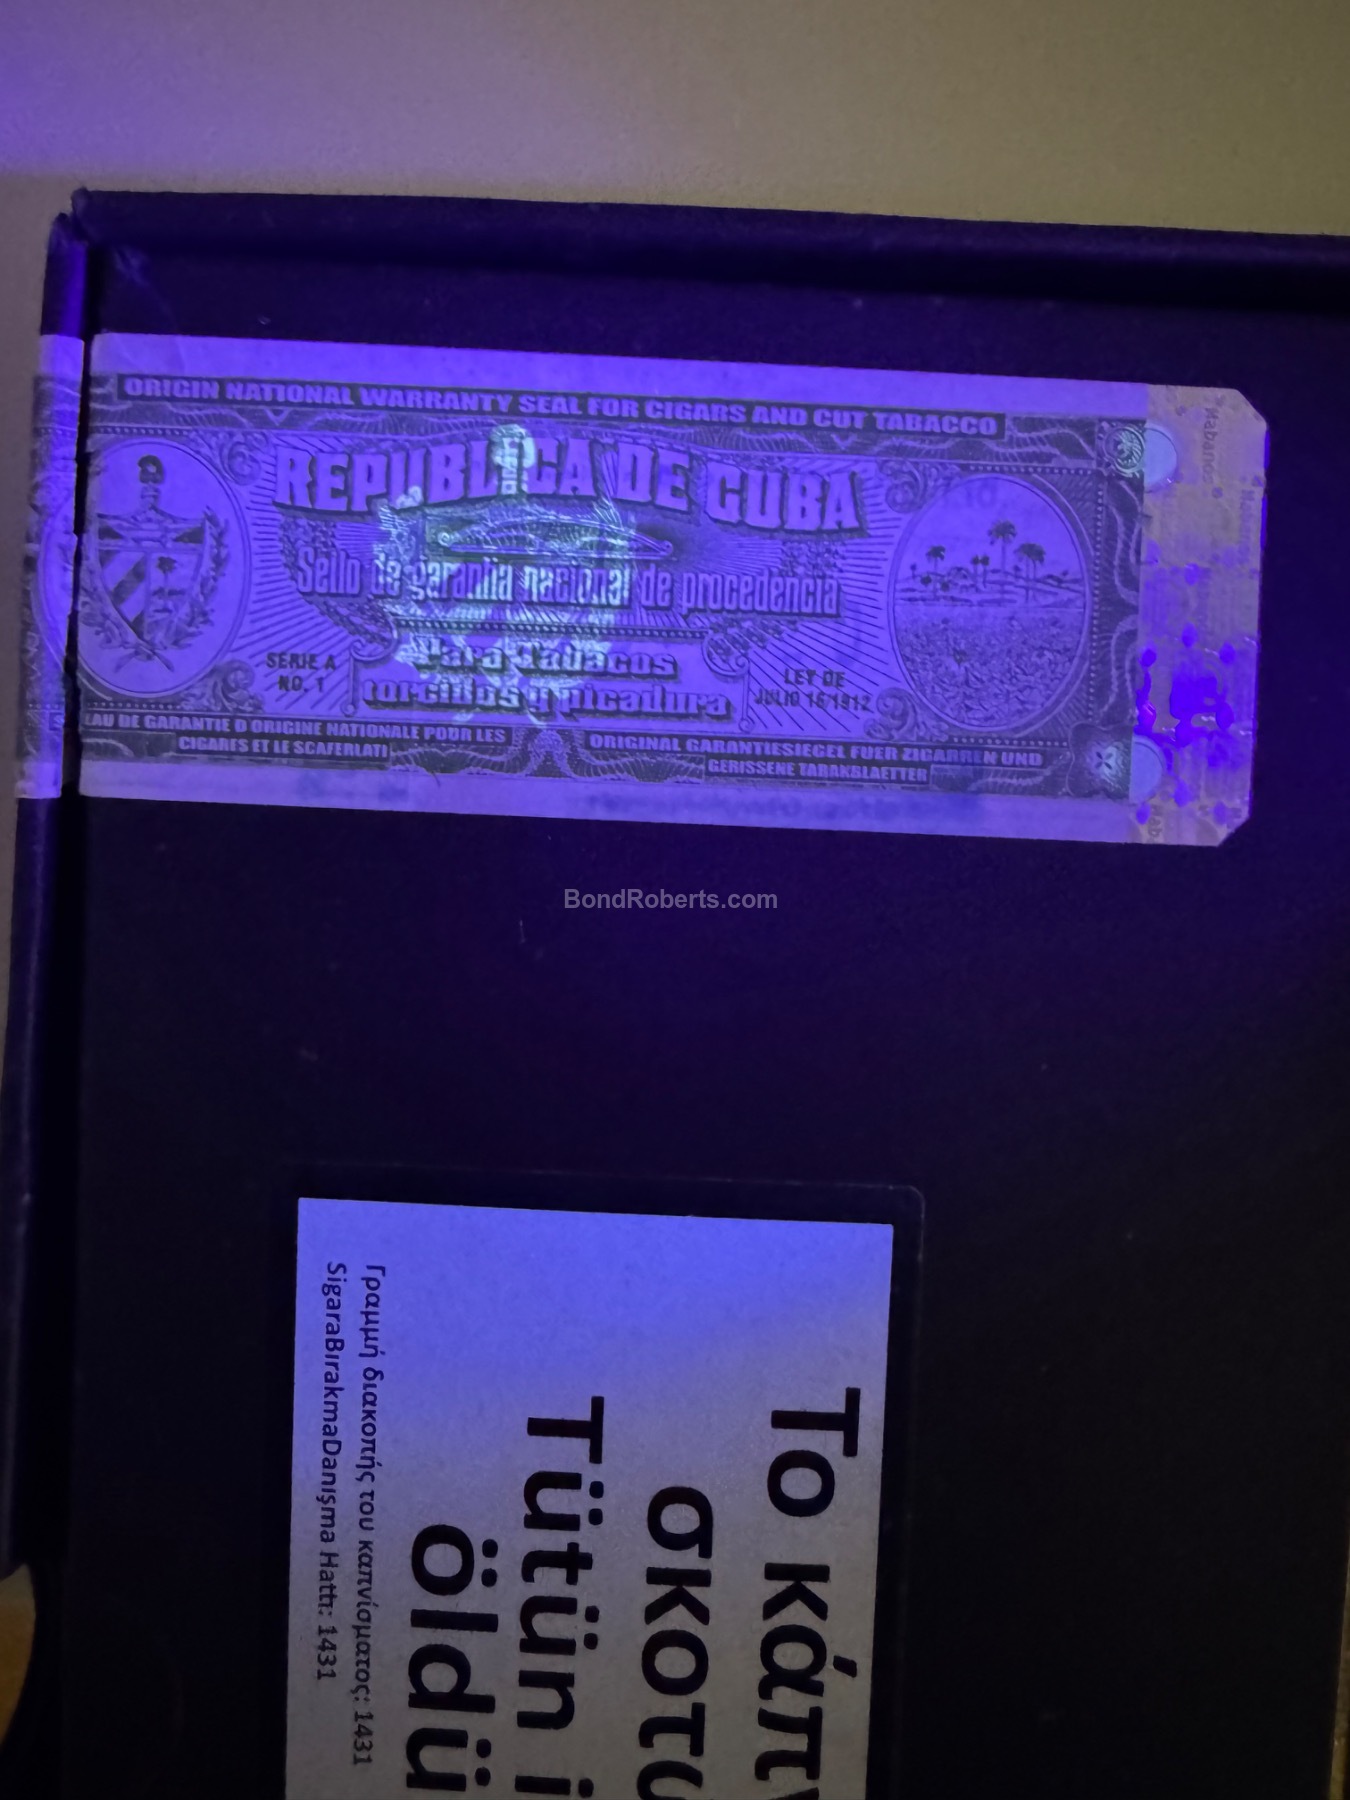 ORIGIN NATIONAL WARRANTY SEAL FOR CIGARS AND CUT TABACCO
REPUBLICA DE CUBA
Sello de garantia nacional de procedencia
Para Tabacos
torcidos y picadura
SERIE A
NO. 1
LEY DE
JULIO 16/1912
EAU DE GARANTIE D ORIGINE NATIONALE POUR LES
CIGARES ET LE SCAFERLATI
ORIGINAL GARANTIESIEGEL FUER ZIGARREN UND
GERISSENE TABAKBLAETTER
Habanos
BondRoberts.com
Το κάπν
σκοτώ
Tütün i
öldü
Γραμμή διακοπής του καπνίσματος: 1431
SigaraBırakmaDanışma Hattı: 1431